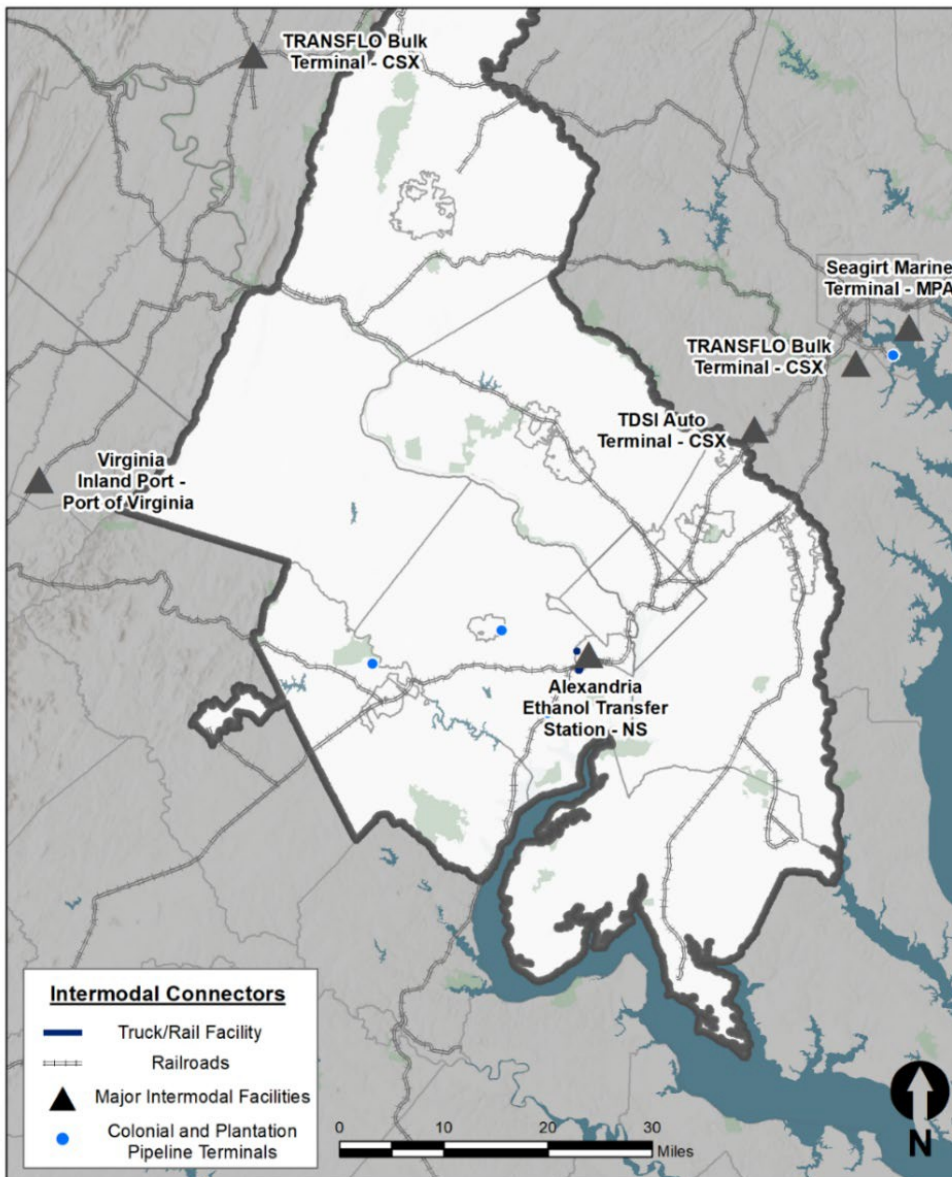 TRANSFLO Bulk
Terminal - CSX
Seagirt Marine
Terminal - MPA
TRANSFLO Bulk
Terminal - CSX
TDSI Auto
Terminal - CSX
Virginia
Inland Port -
Port of Virginia
Alexandria
Ethanol Transfer
Station - NS
Intermodal Connectors
Truck/Rail Facility
Railroads
Major Intermodal Facilities
Colonial and Plantation
Pipeline Terminals
0 10 20 30
Miles
N